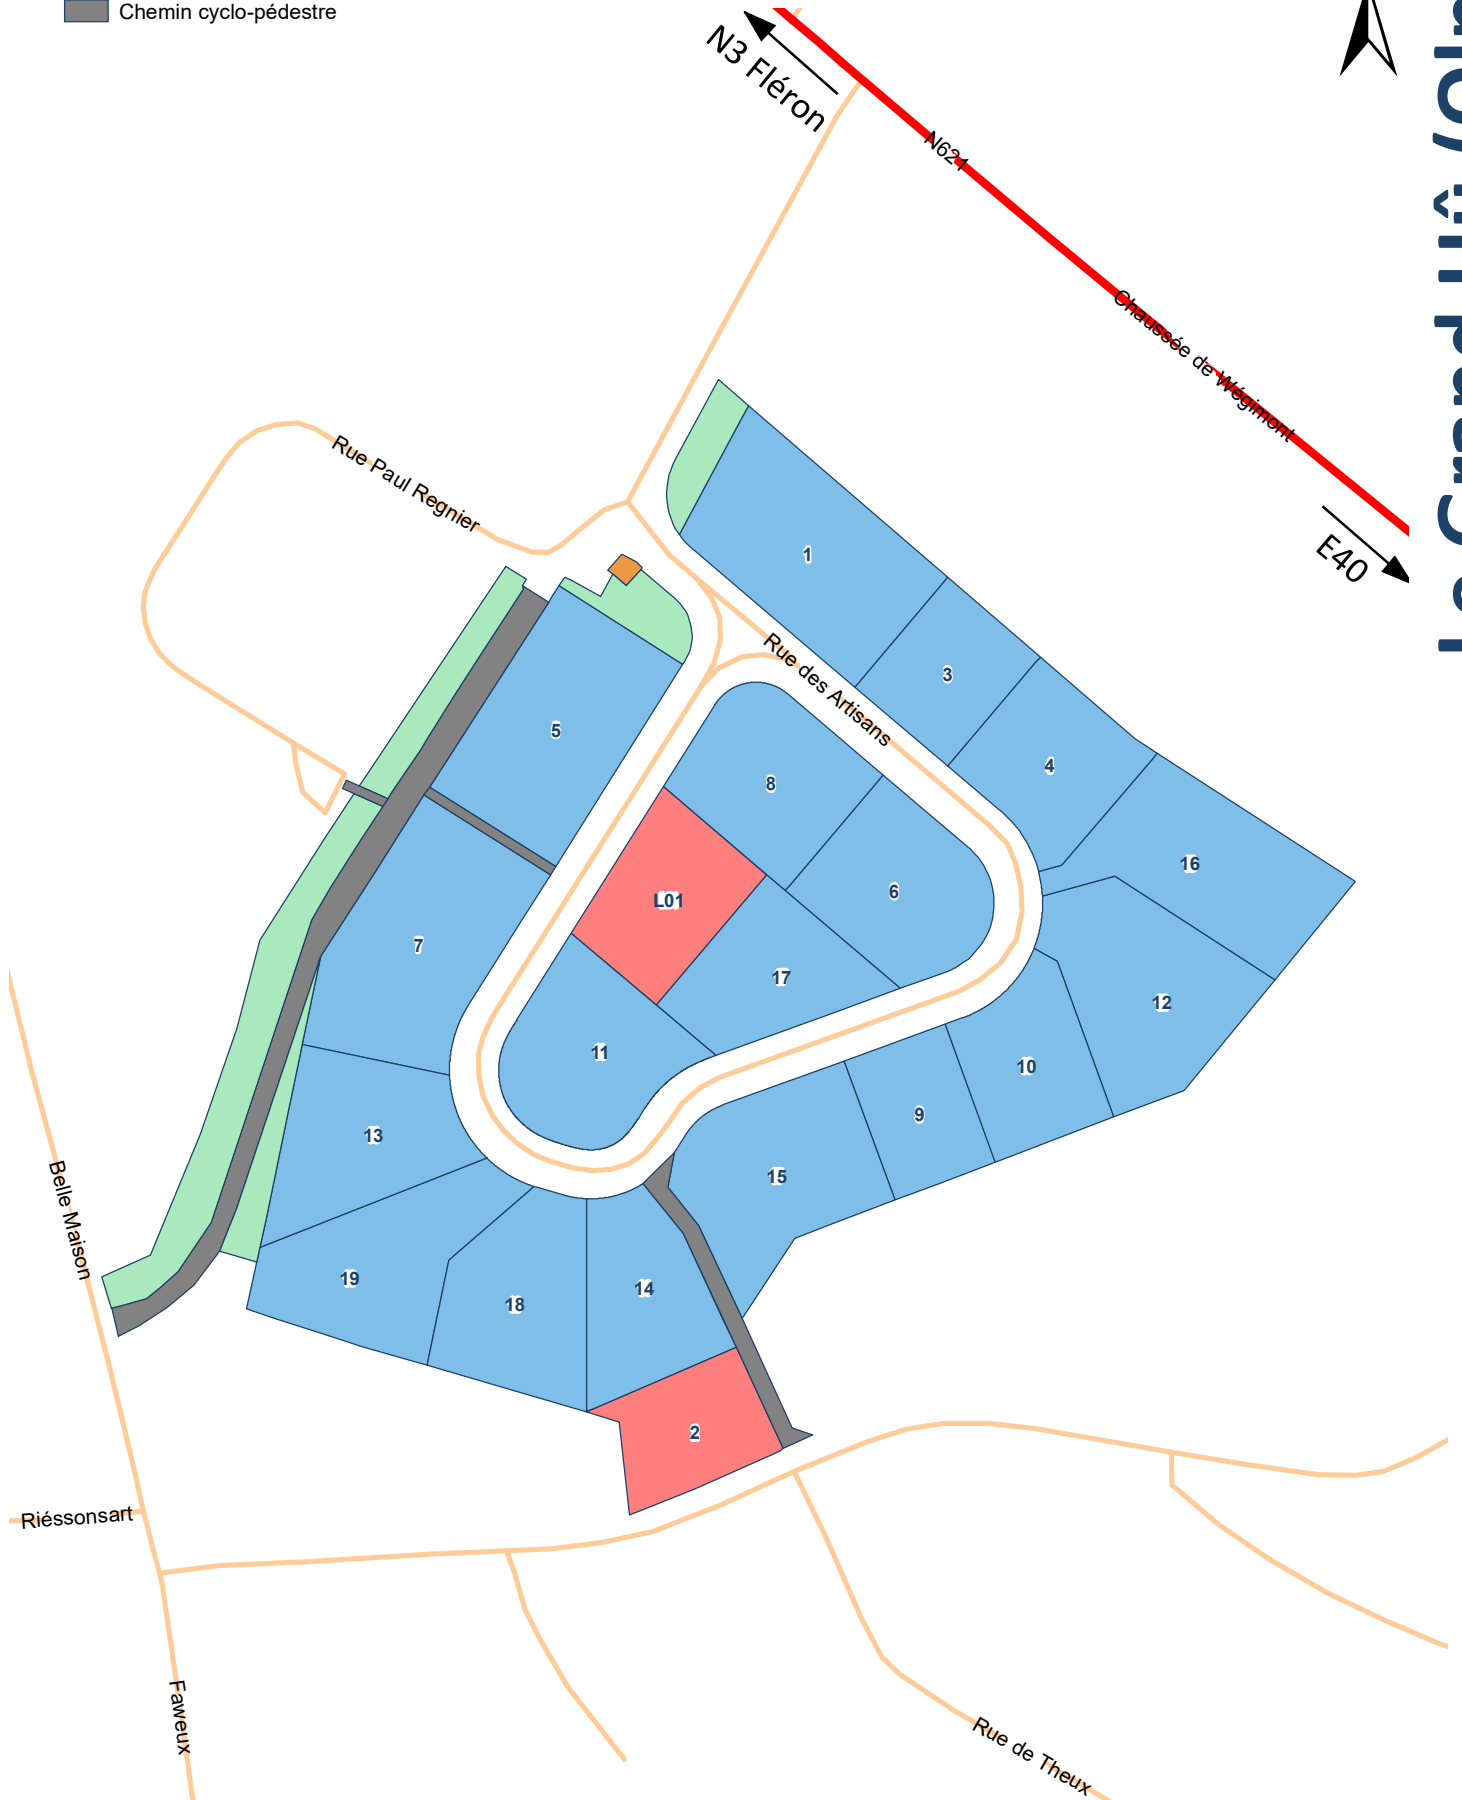 Chemin cyclo-pédestre
N3 Fléron
N621
Chaussée de Wégimont
E40
Rue Paul Regnier
Rue des Artisans
1
3
5
4
8
16
6
L01
7
17
12
11
10
9
13
15
19
14
18
2
Belle Maison
Riéssonsart
Faweux
Rue de Theux